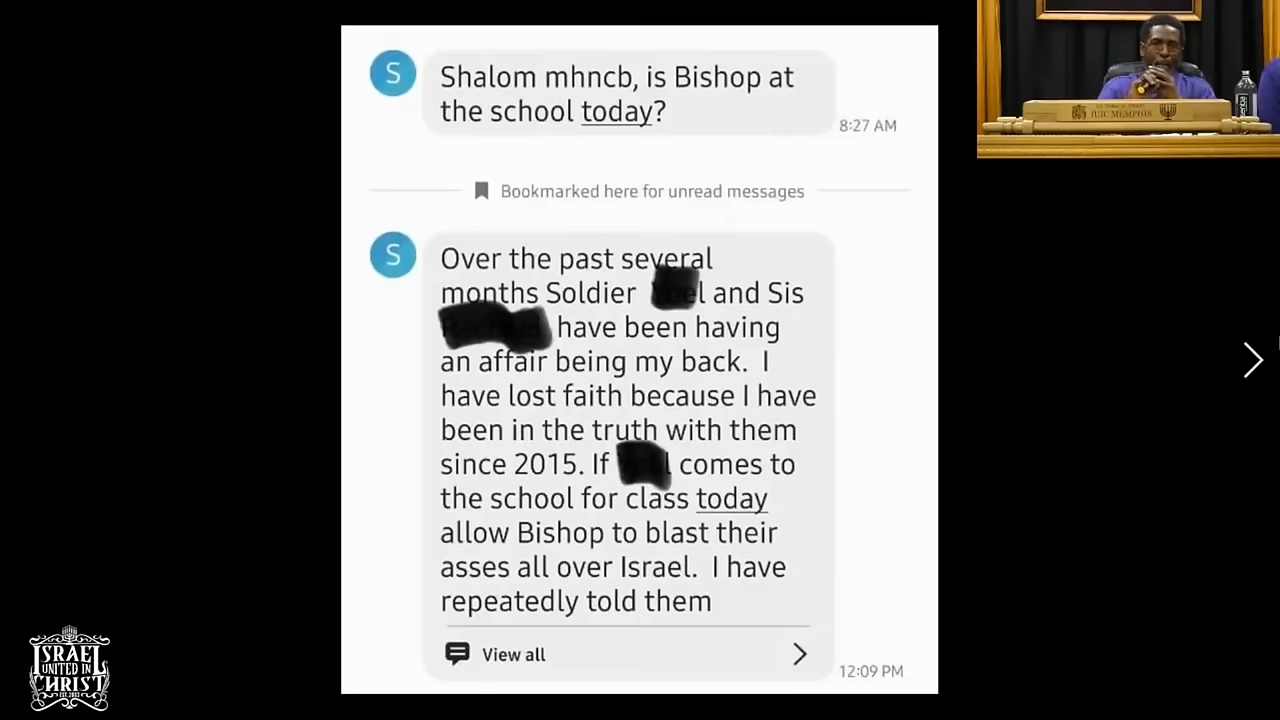 Shalom mhncb, is Bishop at
the school today?
8:27 AM
Bookmarked here for unread messages
Over the past several
months Soldier and Sis
have been having
an affair being my back. I
have lost faith because I have
been in the truth with them
since 2015. If comes to
the school for class today
allow Bishop to blast their
asses all over Israel. I have
repeatedly told them
View all
12:09 PM
S
S
IUIC MEMPHIS
ISRAEL
UNITED IN
CHRIST